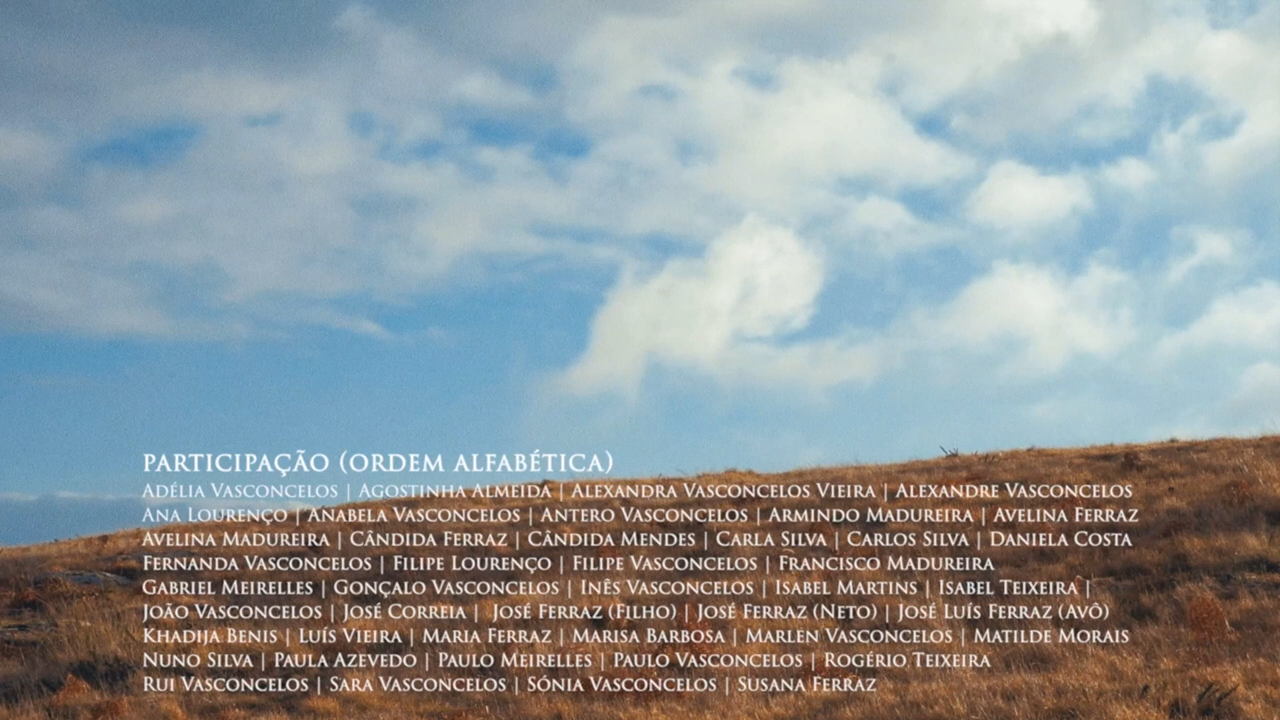 PARTICIPAÇÃO (ORDEM ALFABÉTICA)
ADÉLIA VASCONCELOS | AGOSTINHA ALMEIDA | ALEXANDRA VASCONCELOS VIEIRA | ALEXANDRE VASCONCELOS
ANA LOURENÇO | ANABELA VASCONCELOS | ANTERO VASCONCELOS | ARMINDO MADUREIRA | AVELINA FERRAZ
AVELINA MADUREIRA | CÂNDIDA FERRAZ | CÂNDIDA MENDES | CARLA SILVA | CARLOS SILVA | DANIELA COSTA
FERNANDA VASCONCELOS | FILIPE LOURENÇO | FILIPE VASCONCELOS | FRANCISCO MADUREIRA
GABRIEL MEIRELLES | GONÇALO VASCONCELOS | INÊS VASCONCELOS | ISABEL MARTINS | ISABEL TEIXEIRA |
JOÃO VASCONCELOS | JOSÉ CORREIA | JOSÉ FERRAZ (FILHO) | JOSÉ FERRAZ (NETO) | JOSÉ LUÍS FERRAZ (AVÔ)
KHADIJA BENIS | LUÍS VIEIRA | MARIA FERRAZ | MARISA BARBOSA | MARLEN VASCONCELOS | MATILDE MORAIS
NUNO SILVA | PAULA AZEVEDO | PAULO MEIRELLES | PAULO VASCONCELOS | ROGÉRIO TEIXEIRA
RUI VASCONCELOS | SARA VASCONCELOS | SÓNIA VASCONCELOS | SUSANA FERRAZ